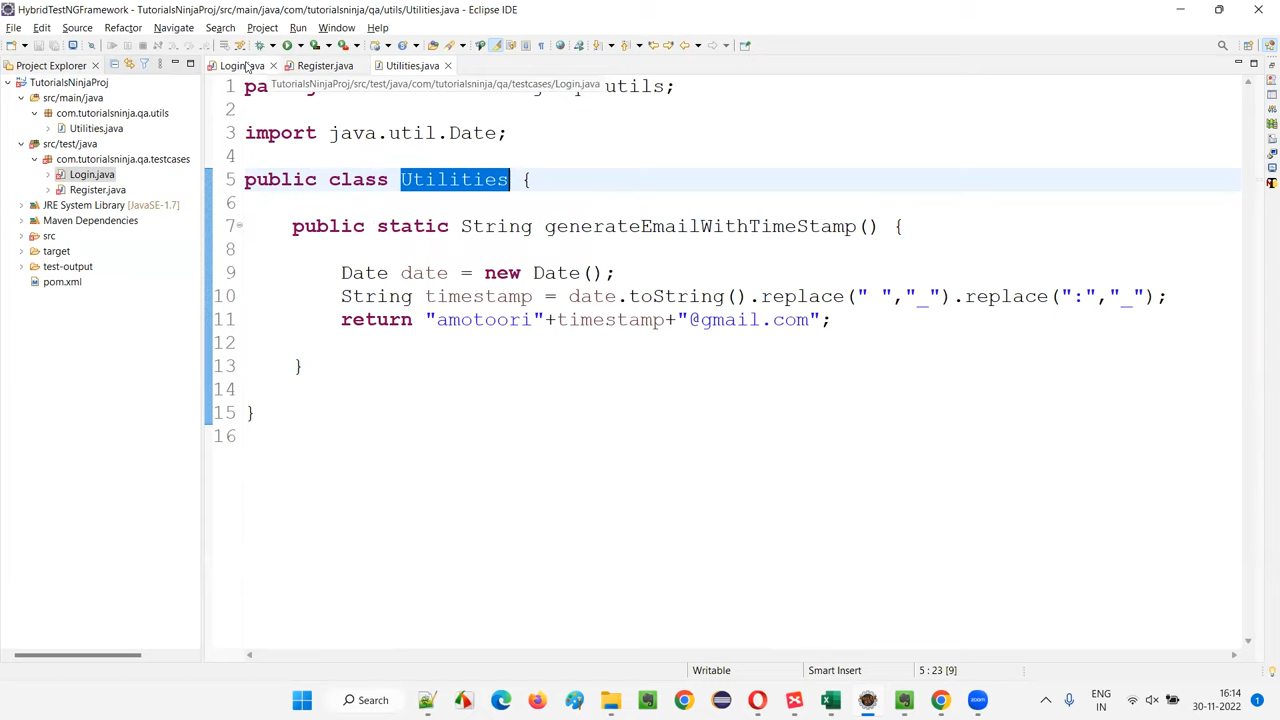 HybridTestNGFramework - TutorialsNinjaProj/src/main/java/com/tutorialsninja/qa/utils/Utilities.java - Eclipse IDE
File Edit Source Refactor Navigate Search Project Run Window Help
Project Explorer
Login.java Register.java Utilities.java
TutorialsNinjaProj/src/test/java/com/tutorialsninja/qa/testcases/Login.java
TutorialsNinjaProj
src/main/java
com.tutorialsninja.qa.utils
Utilities.java
src/test/java
com.tutorialsninja.qa.testcases
Login.java
Register.java
JRE System Library [JavaSE-1.7]
Maven Dependencies
src
target
test-output
pom.xml
1 utils;
2
3 import java.util.Date;
4
5 public class Utilities {
6
7 public static String generateEmailWithTimeStamp() {
8
9 Date date = new Date();
10 String timestamp = date.toString().replace(" ","_").replace(":","_");
11 return "amotoori"+timestamp+"@gmail.com";
12
13 }
14
15 }
16
Writable Smart Insert 5 : 23 [9]
Search
ENG
IN
16:14
30-11-2022
1